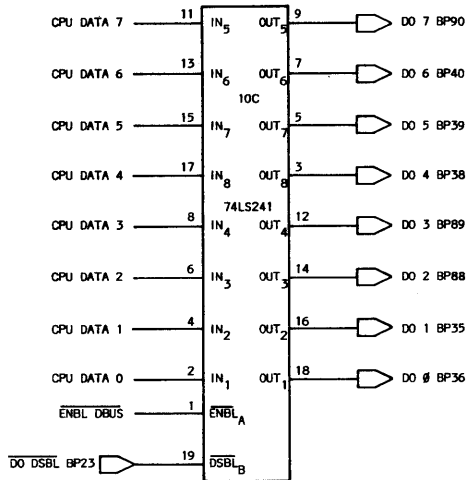 CPU DATA 7 11 IN5 OUT5 9 DO 7 BP90
CPU DATA 6 13 IN6 OUT6 7 DO 6 BP40
10C
CPU DATA 5 15 IN7 OUT7 5 DO 5 BP39
CPU DATA 4 17 IN8 OUT8 3 DO 4 BP38
74LS241
CPU DATA 3 8 IN4 OUT4 12 DO 3 BP89
CPU DATA 2 6 IN3 OUT3 14 DO 2 BP88
CPU DATA 1 4 IN2 OUT2 16 DO 1 BP35
CPU DATA 0 2 IN1 OUT1 18 DO Ø BP36
ENBL DBUS 1 ENBLA
DO DSBL BP23 19 DSBLB